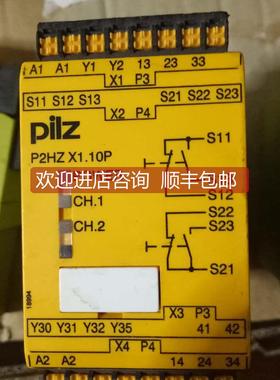 A1 A1 Y1 Y2 13 23 33
X1 P3
S11 S12 S13 S21 S22 S23
X2 P4
pilz
P2HZ X1.10P
S11
欢迎进店咨询 顺丰包邮
S12
CH.1
S22
CH.2
S23
S21
18994
X3 P3
Y30 Y31 Y32 Y35 41 42
X4 P4
A2 A2 14 24 34